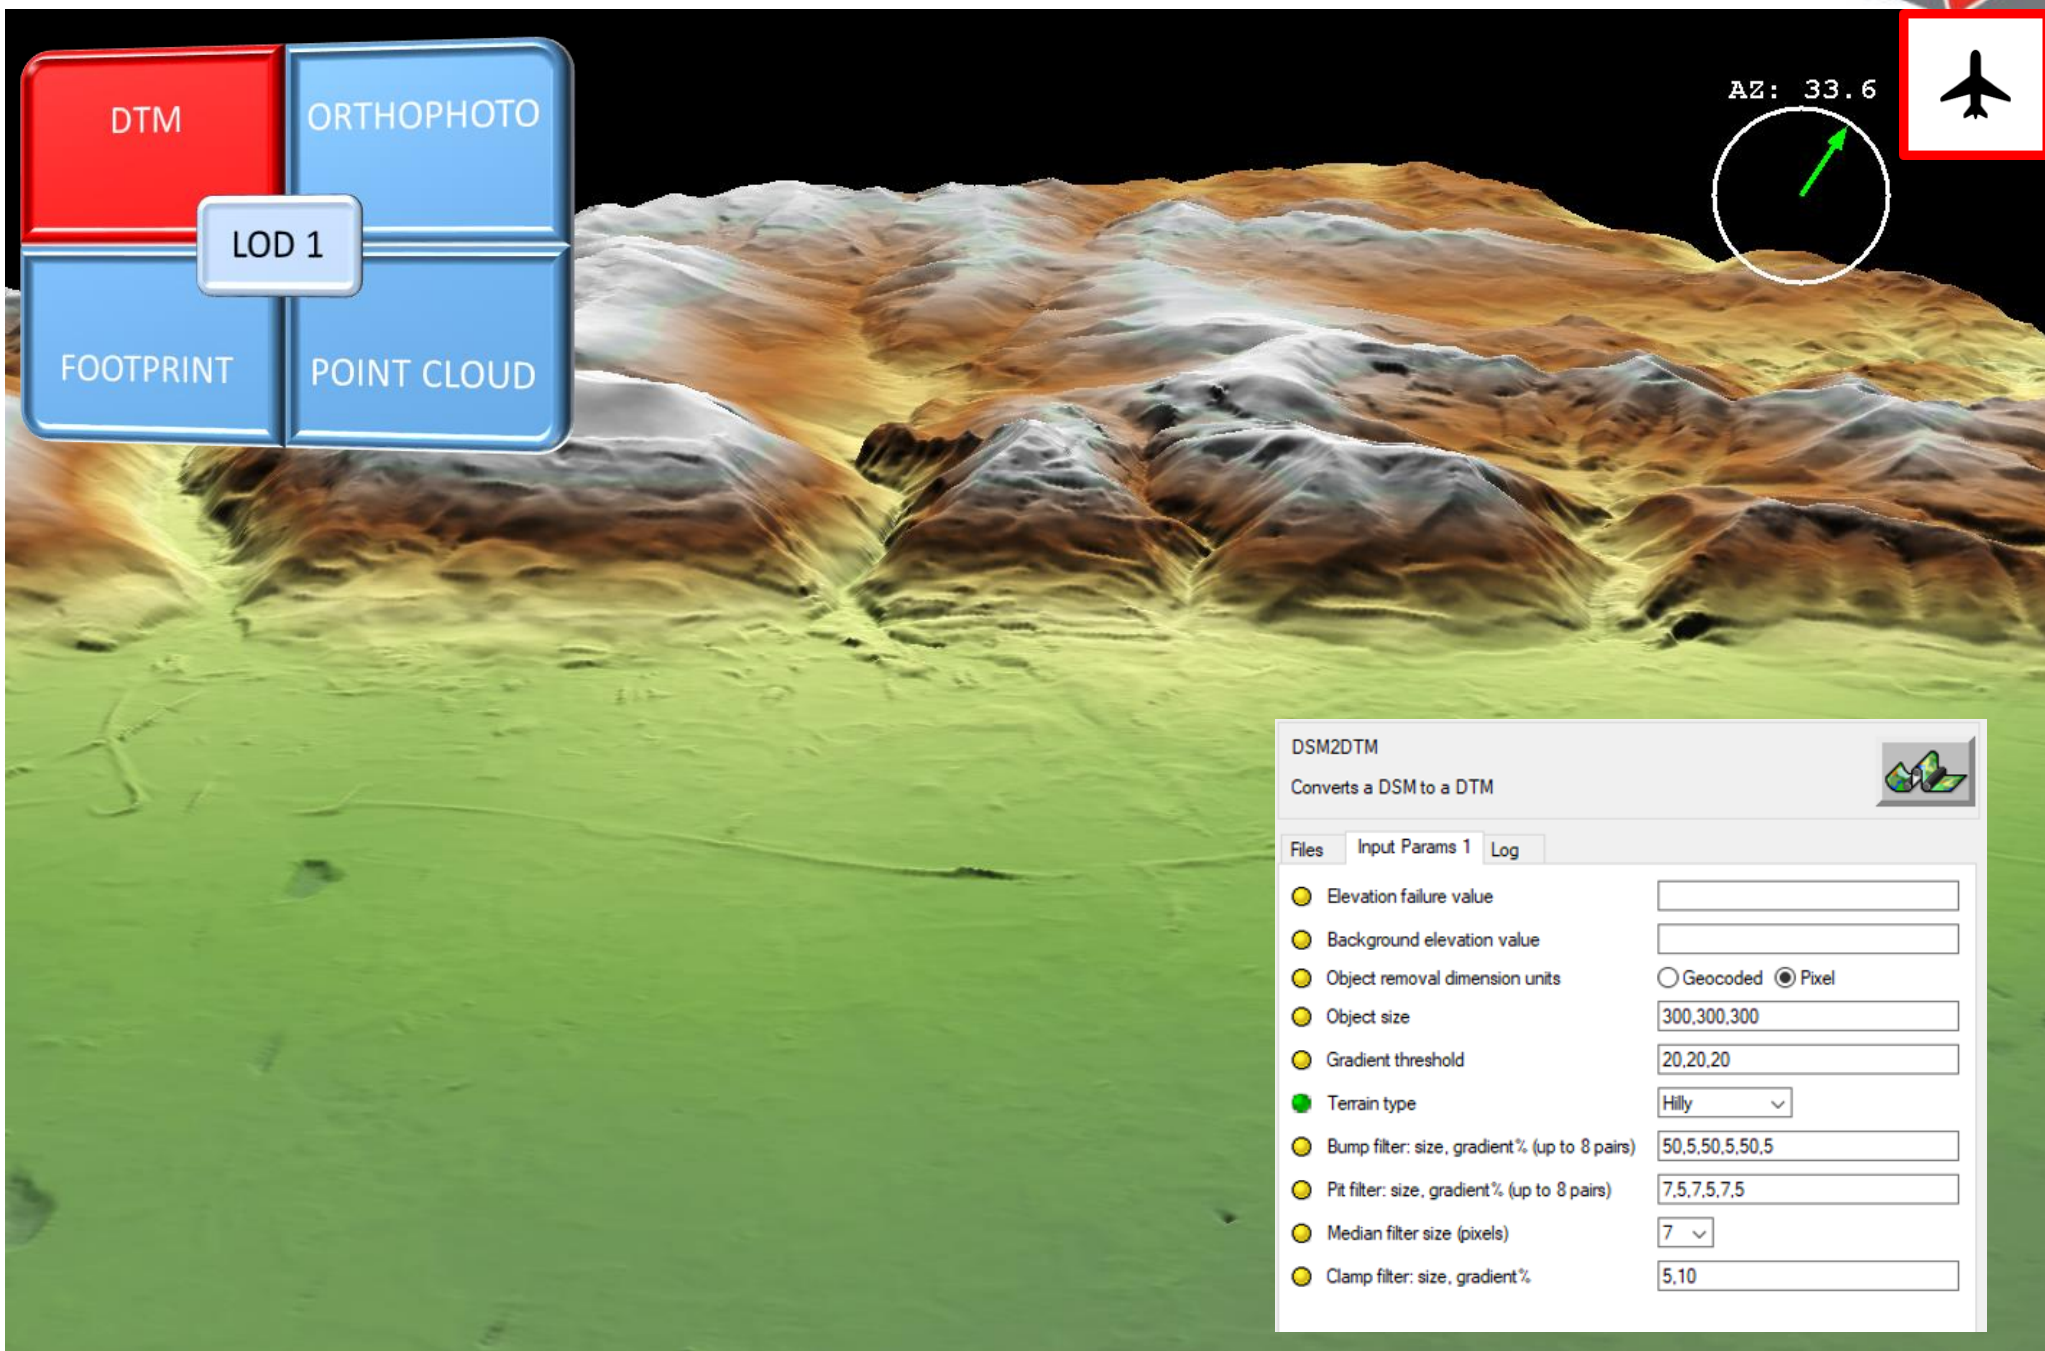 DTM
ORTHOPHOTO
LOD 1
FOOTPRINT
POINT CLOUD
AZ: 33.6
DSM2DTM
Converts a DSM to a DTM
Files Input Params 1 Log
Elevation failure value
Background elevation value
Object removal dimension units Geocoded Pixel
Object size 300,300,300
Gradient threshold 20,20,20
Terrain type Hilly
Bump filter: size, gradient% (up to 8 pairs) 50,5,50,5,50,5
Pit filter: size, gradient% (up to 8 pairs) 7,5,7,5,7,5
Median filter size (pixels) 7
Clamp filter: size, gradient% 5,10